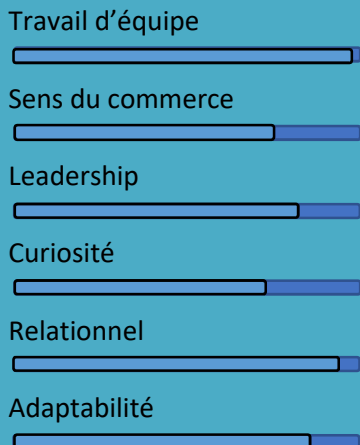 Travail d’équipe
Sens du commerce
Leadership
Curiosité
Relationnel
Adaptabilité